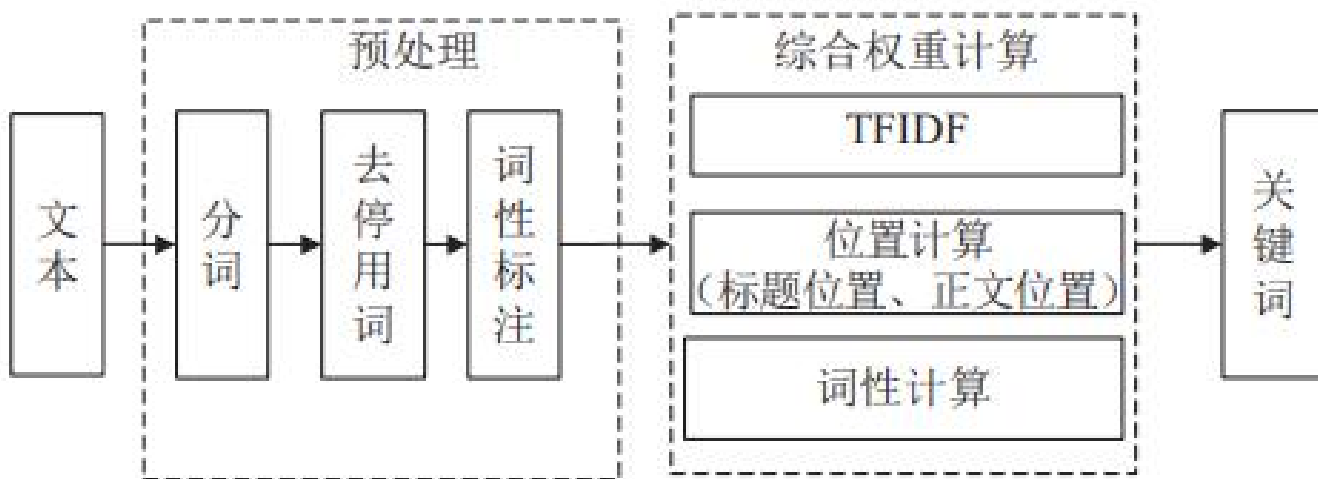 文本
预处理
分词
去停用词
词性标注
综合权重计算
TFIDF
位置计算
（标题位置、正文位置）
词性计算
关键词